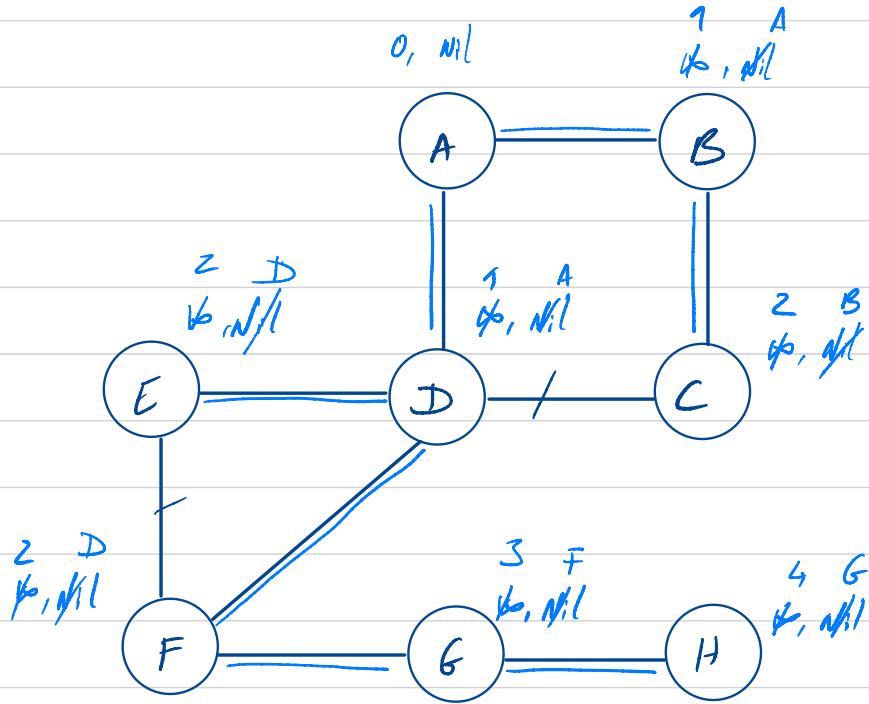 1 A
0, Nil
∞, Nil
A
B
2 D
1 A
∞, Nil
∞, Nil
2 B
∞, Nil
E
D
C
2 D
∞, Nil
3 F
∞, Nil
4 G
∞, Nil
F
G
H